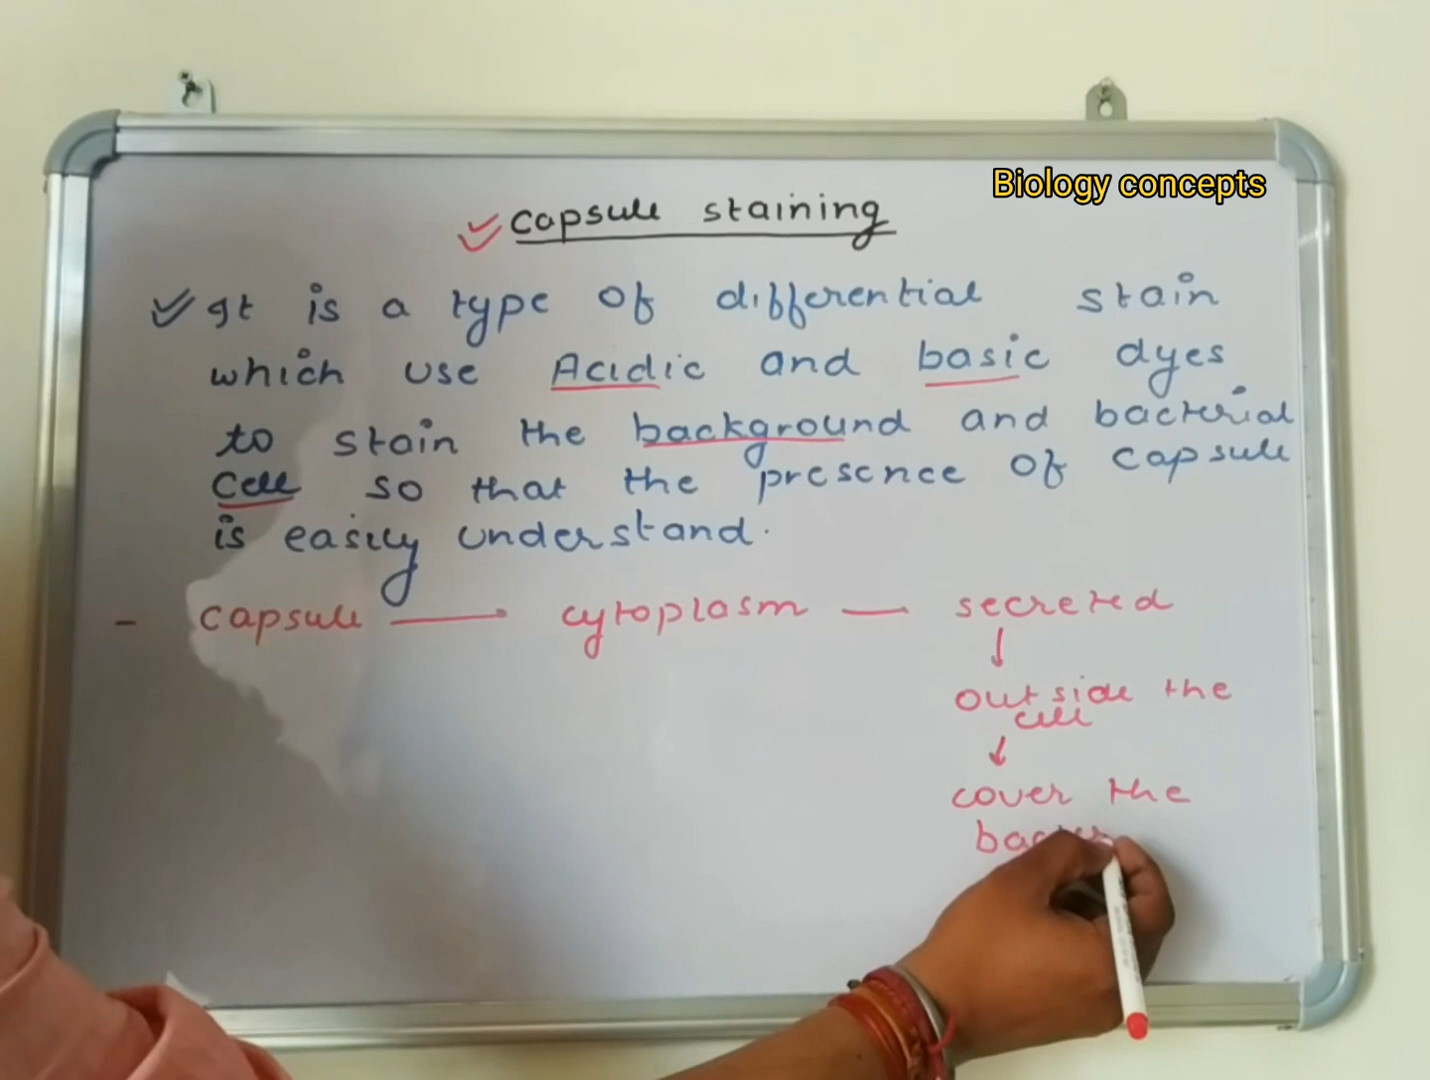 Biology concepts
capsule staining
It is a type of differential stain
which use Acidic and basic dyes
to stain the background and bacterial
cell so that the presence of capsule
is easily understand.
- capsule — cytoplasm — secreted
↓
outside the
cell
↓
cover the